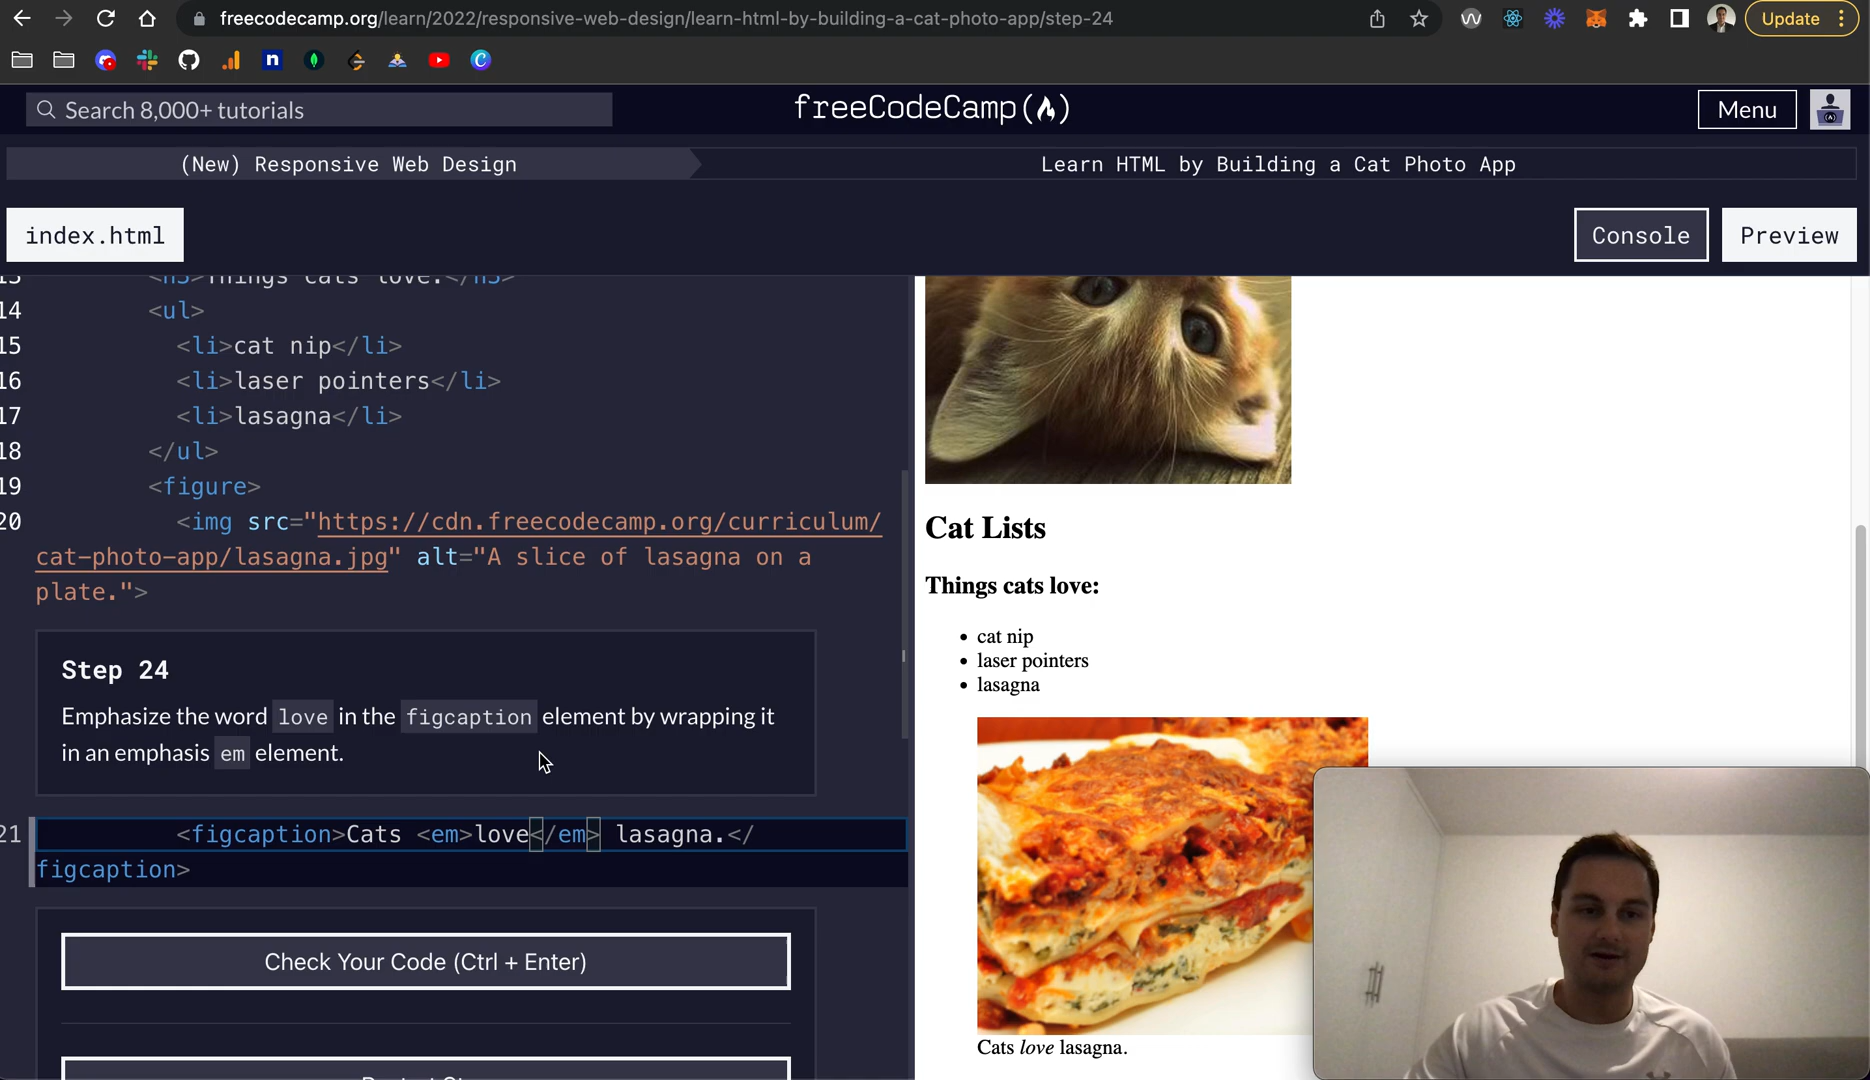 freecodecamp.org/learn/2022/responsive-web-design/learn-html-by-building-a-cat-photo-app/step-24
Update
Search 8,000+ tutorials
freeCodeCamp(
)
Menu
(New) Responsive Web Design
Learn HTML by Building a Cat Photo App
index.html
Console
Preview
13 <h3>Things cats love:</h3>
14 <ul>
15 <li>cat nip</li>
16 <li>laser pointers</li>
17 <li>lasagna</li>
18 </ul>
19 <figure>
20 <img src="https://cdn.freecodecamp.org/curriculum/
cat-photo-app/lasagna.jpg" alt="A slice of lasagna on a
plate.">
Step 24
Emphasize the word love in the figcaption element by wrapping it
in an emphasis em element.
21 <figcaption>Cats <em>love</em> lasagna.</
figcaption>
Check Your Code (Ctrl + Enter)
Cat Lists
Things cats love:
cat nip
laser pointers
lasagna
Cats love lasagna.